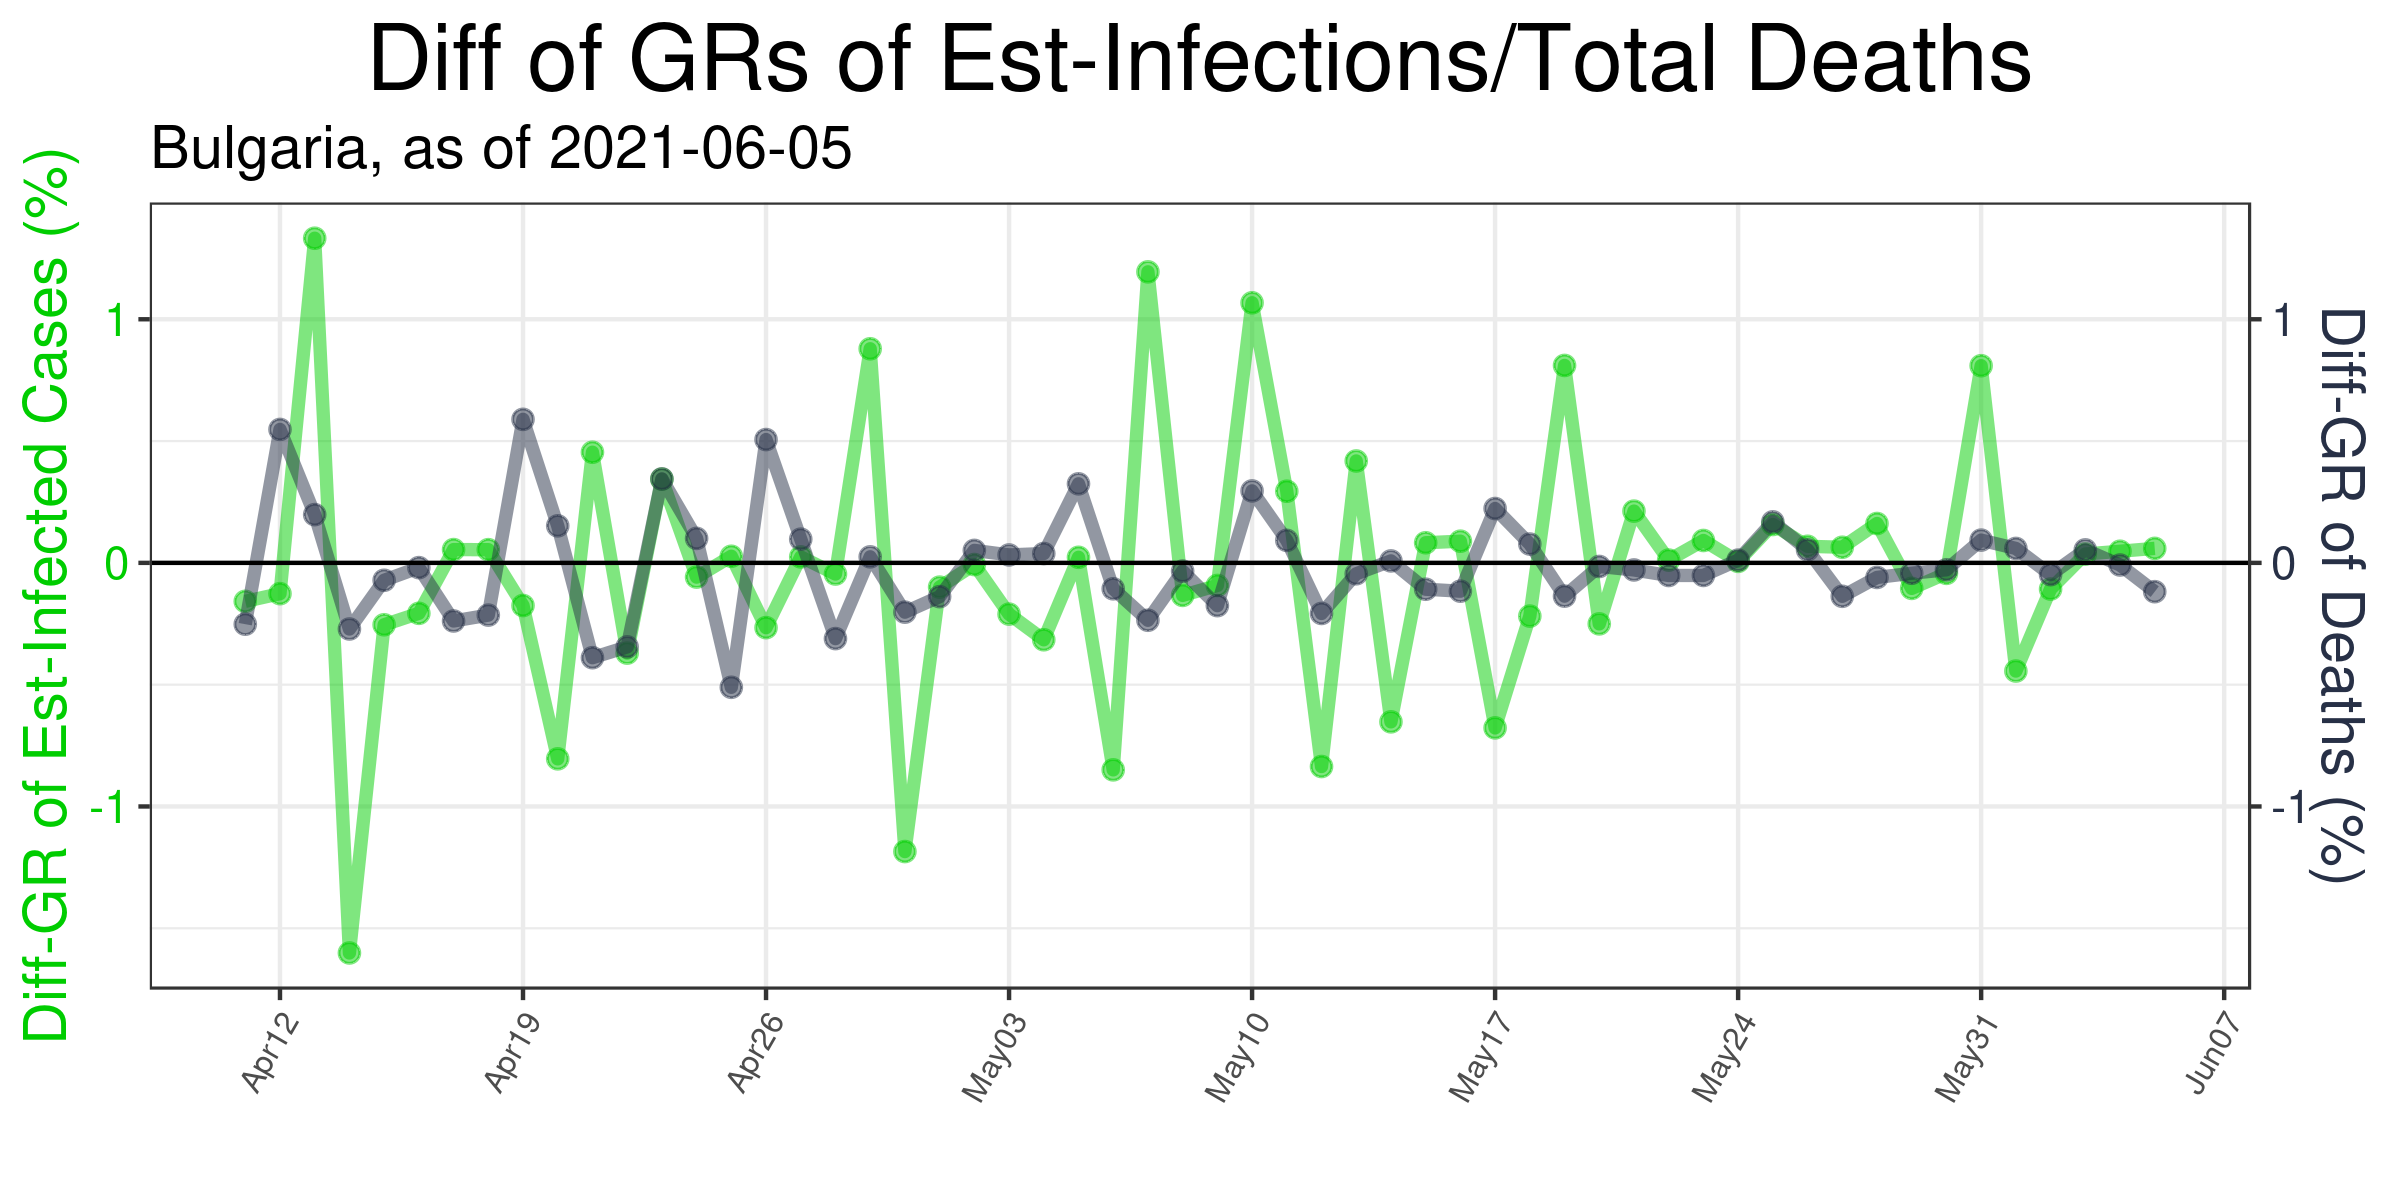 Diff of GRs of Est-Infections/Total Deaths
Bulgaria, as of 2021-06-05
Diff-GR of Est-Infected Cases (%)
1
0
-1
1
0
-1
Diff-GR of Deaths (%)
Apr12
Apr19
Apr26
May03
May10
May17
May24
May31
Jun07